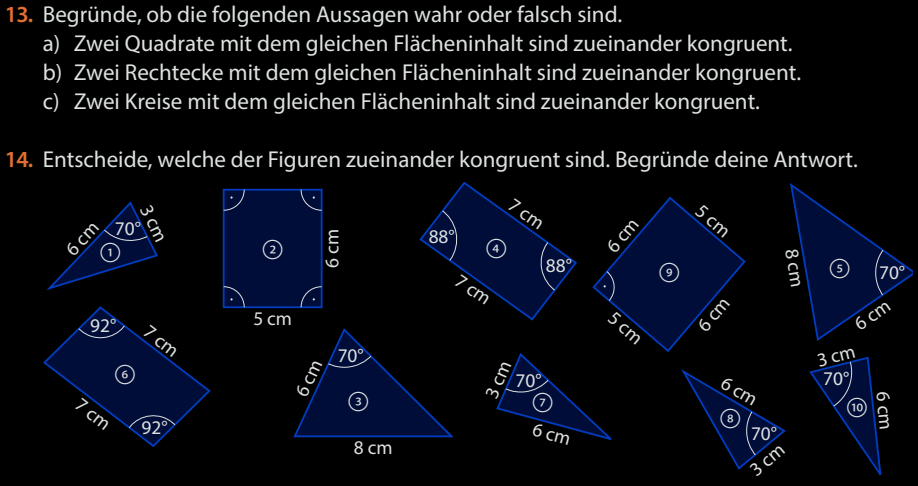 13. Begründe, ob die folgenden Aussagen wahr oder falsch sind.
a) Zwei Quadrate mit dem gleichen Flächeninhalt sind zueinander kongruent.
b) Zwei Rechtecke mit dem gleichen Flächeninhalt sind zueinander kongruent.
c) Zwei Kreise mit dem gleichen Flächeninhalt sind zueinander kongruent.
14. Entscheide, welche der Figuren zueinander kongruent sind. Begründe deine Antwort.
6 cm
3 cm
70°
1
2
6 cm
5 cm
7 cm
88°
4
88°
7 cm
6 cm
5 cm
9
5 cm
6 cm
8 cm
5
70°
6 cm
92°
7 cm
6
7 cm
92°
6 cm
70°
3
8 cm
3 cm
70°
7
6 cm
6 cm
8
70°
3 cm
3 cm
70°
10
6 cm